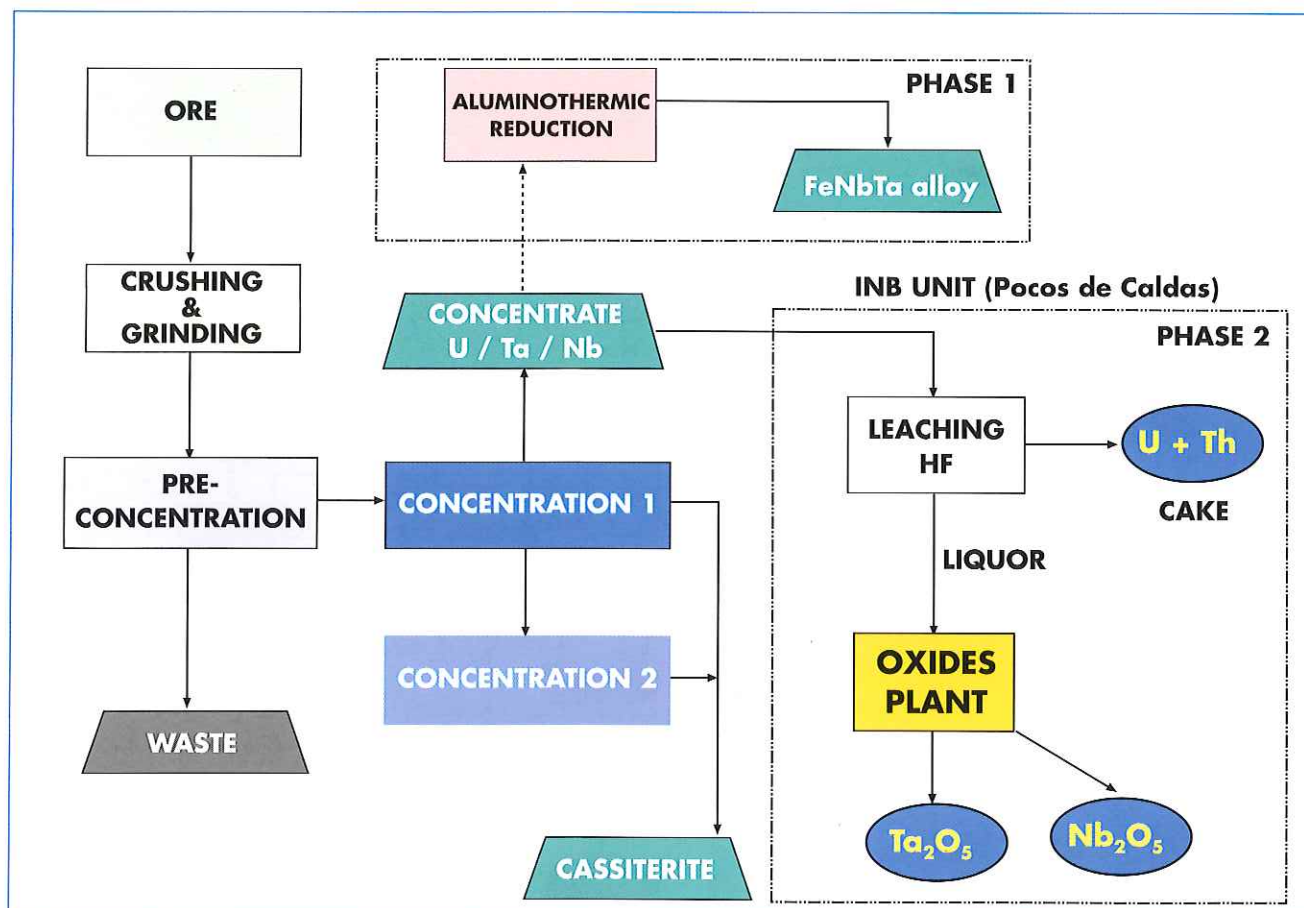 ORE
CRUSHING
&
GRINDING
PRE-
CONCENTRATION
WASTE
PHASE 1
ALUMINOTHERMIC
REDUCTION
FeNbTa alloy
CONCENTRATE
U / Ta / Nb
CONCENTRATION 1
CONCENTRATION 2
CASSITERITE
INB UNIT (Pocos de Caldas)
PHASE 2
LEACHING
HF
U + Th
CAKE
LIQUOR
OXIDES
PLANT
Ta₂O₅
Nb₂O₅